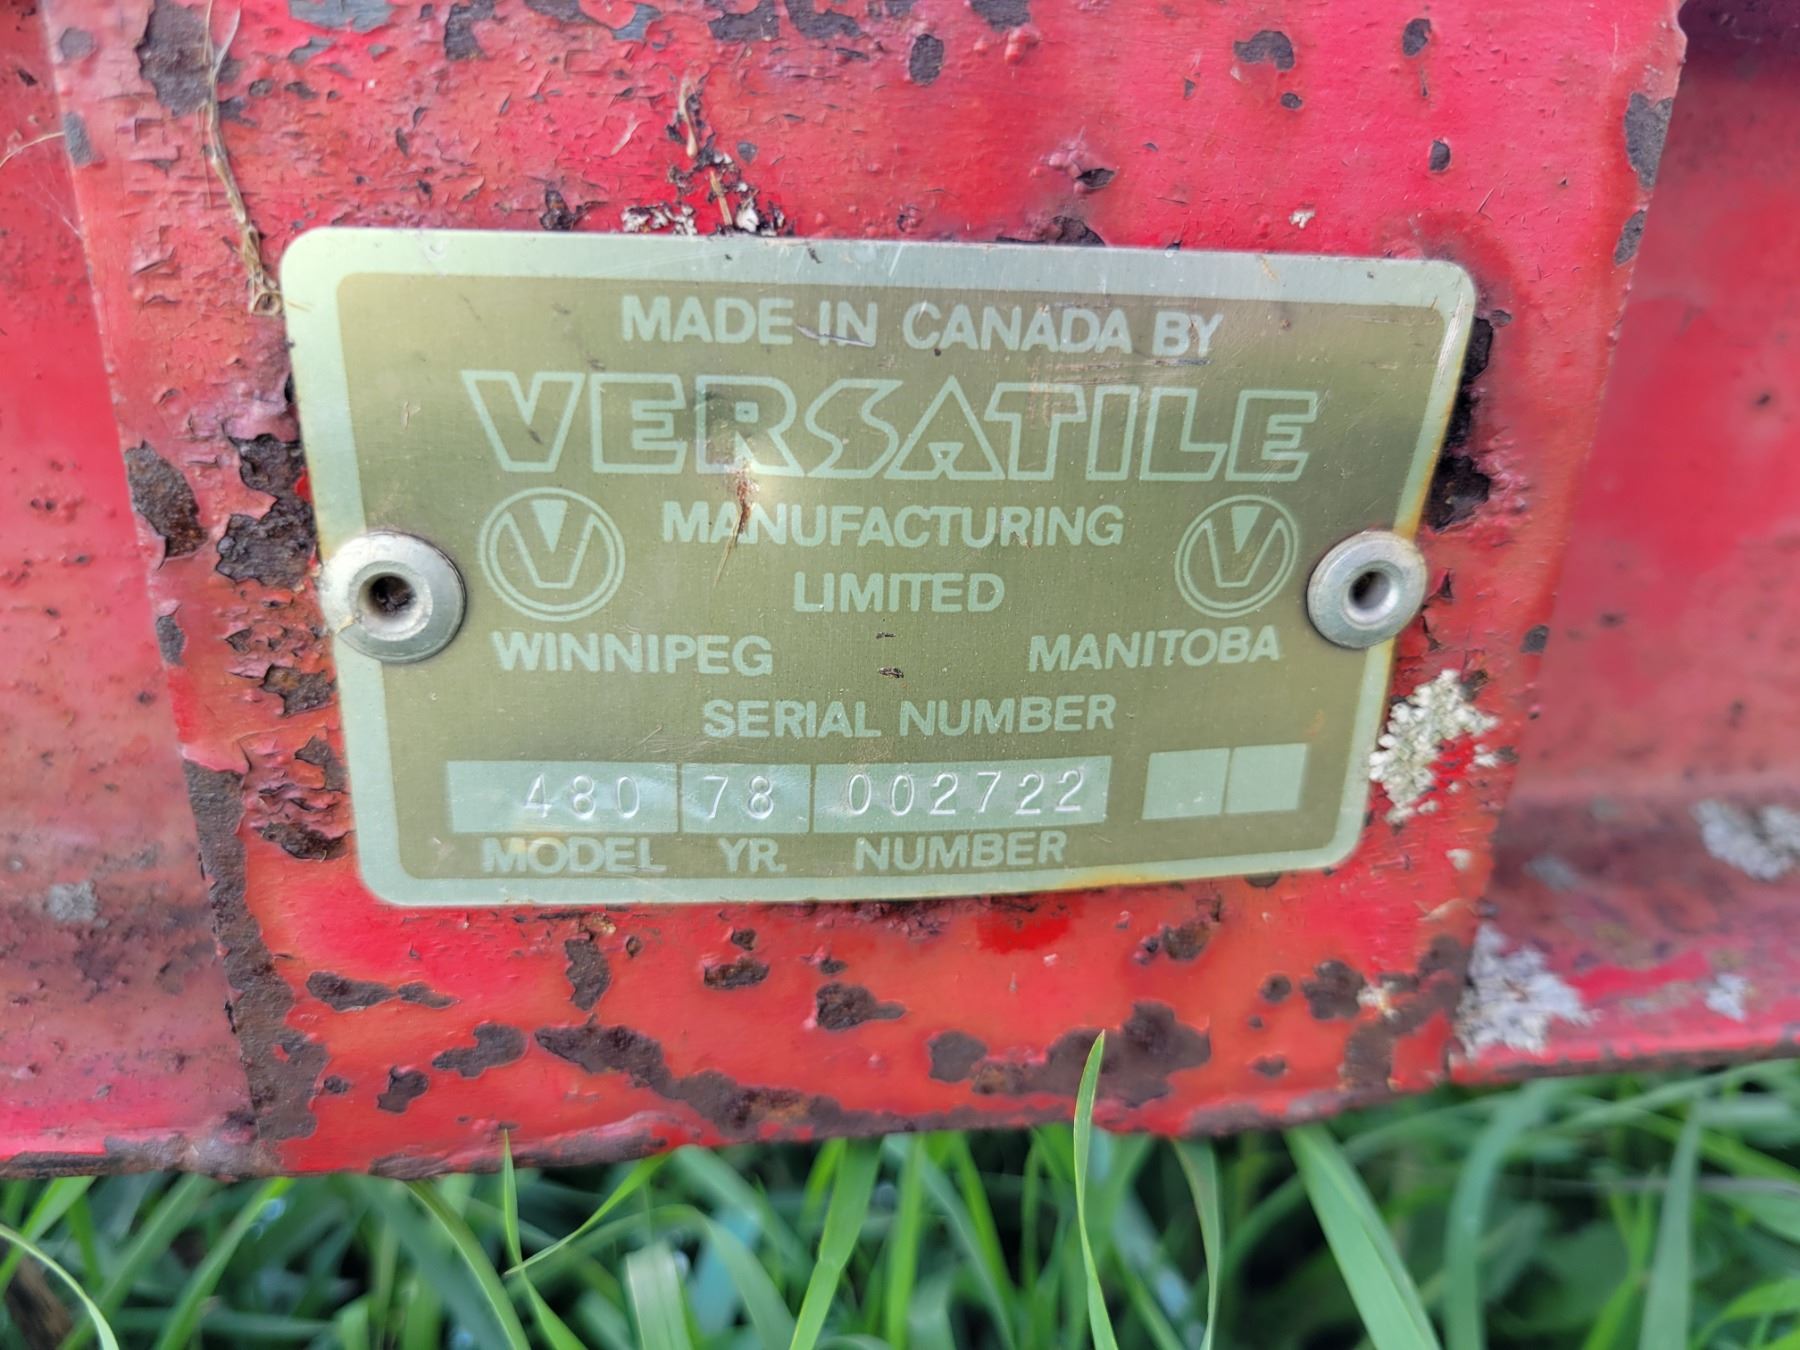 MADE IN CANADA BY
VERSATILE
MANUFACTURING
LIMITED
WINNIPEG MANITOBA
SERIAL NUMBER
480 78 002722
MODEL YR. NUMBER